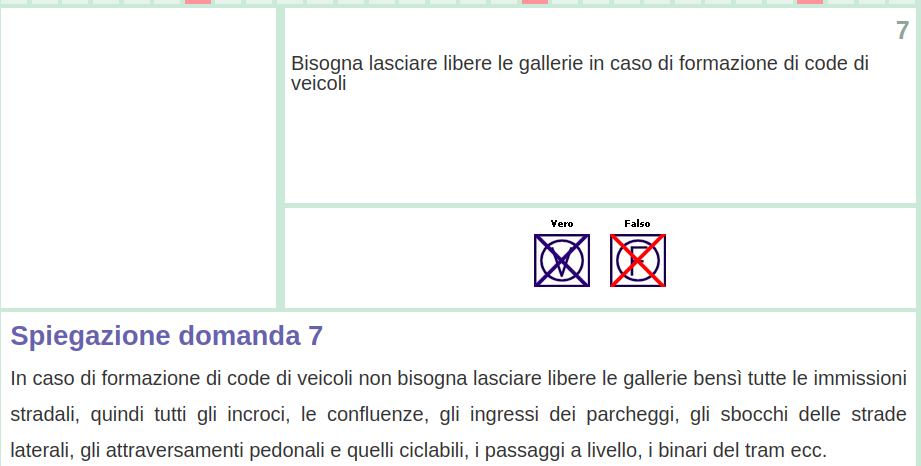 7
Bisogna lasciare libere le gallerie in caso di formazione di code di
veicoli
Vero Falso
V F
Spiegazione domanda 7
In caso di formazione di code di veicoli non bisogna lasciare libere le gallerie bensì tutte le immissioni
stradali, quindi tutti gli incroci, le confluenze, gli ingressi dei parcheggi, gli sbocchi delle strade
laterali, gli attraversamenti pedonali e quelli ciclabili, i passaggi a livello, i binari del tram ecc.